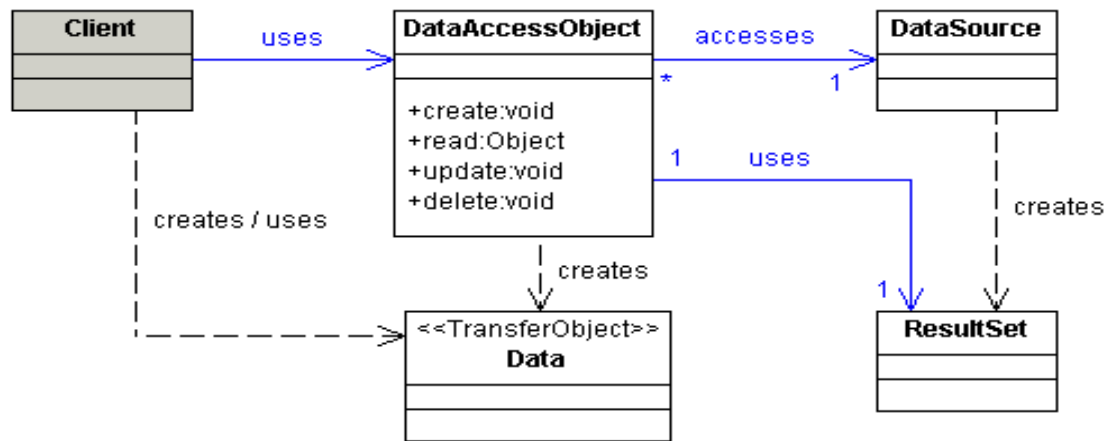 Client
uses
DataAccessObject
accesses
DataSource
*
1
+create:void
+read:Object
+update:void
+delete:void
1
uses
creates / uses
creates
creates
1
<<TransferObject>>
Data
ResultSet